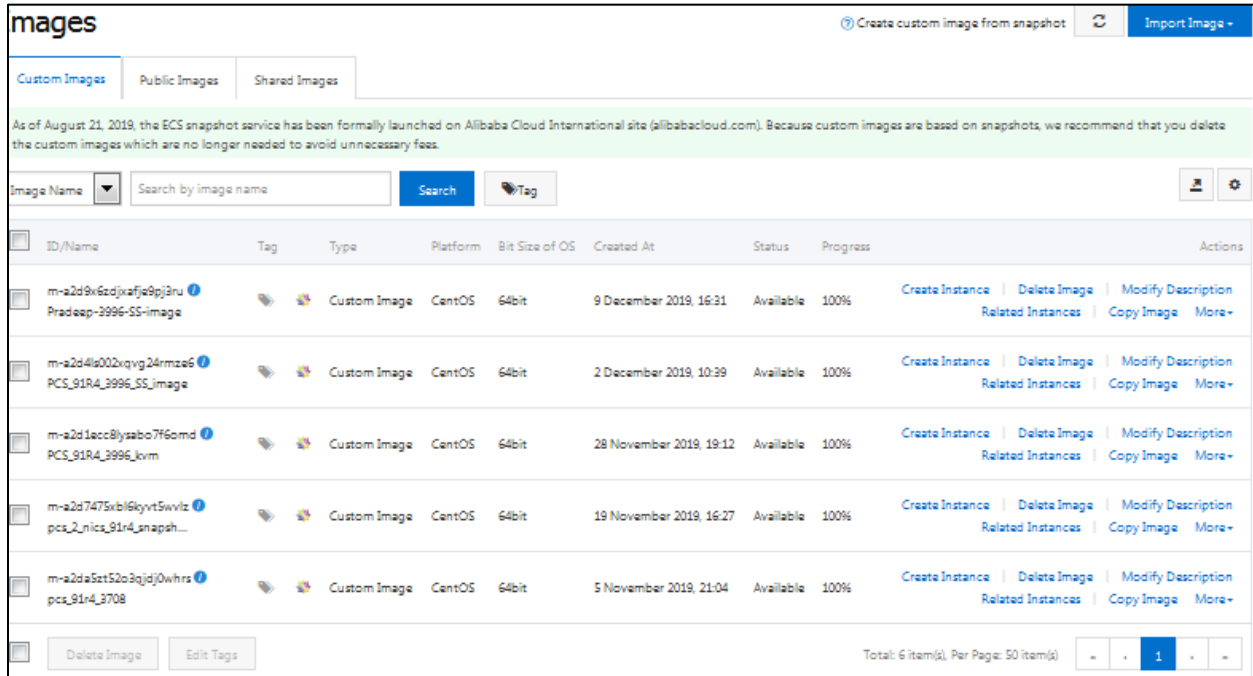 Images
Create custom image from snapshot Import Image
Custom Images Public Images Shared Images
As of August 21, 2019, the ECS snapshot service has been formally launched on Alibaba Cloud International site (alibabacloud.com). Because custom images are based on snapshots, we recommend that you delete
the custom images which are no longer needed to avoid unnecessary fees.
Image Name Search by image name Search Tag
ID/Name Tag Type Platform Bit Size of OS Created At Status Progress Actions
m-a2d9x6zdjxafje9pj3ru Custom Image CentOS 64bit 9 December 2019, 16:31 Available 100% Create Instance | Delete Image | Modify Description
Pradeep-3996-SS-image Related Instances | Copy Image More
m-a2d4ls002xqvg24rmze6 Custom Image CentOS 64bit 2 December 2019, 10:39 Available 100% Create Instance | Delete Image | Modify Description
PCS_91R4_3996_SS_image Related Instances | Copy Image More
m-a2d1ecc8lysabo7f6omd Custom Image CentOS 64bit 28 November 2019, 19:12 Available 100% Create Instance | Delete Image | Modify Description
PCS_91R4_3996_kvm Related Instances | Copy Image More
m-a2d7475xbl6kyvt5wvlz Custom Image CentOS 64bit 19 November 2019, 16:27 Available 100% Create Instance | Delete Image | Modify Description
pcs_2_nics_91r4_snapsh... Related Instances | Copy Image More
m-a2da5zt52o3qjdj0whrs Custom Image CentOS 64bit 5 November 2019, 21:04 Available 100% Create Instance | Delete Image | Modify Description
pcs_91r4_3708 Related Instances | Copy Image More
Delete Image Edit Tags Total: 6 item(s), Per Page: 50 item(s) « ‹ 1 › »